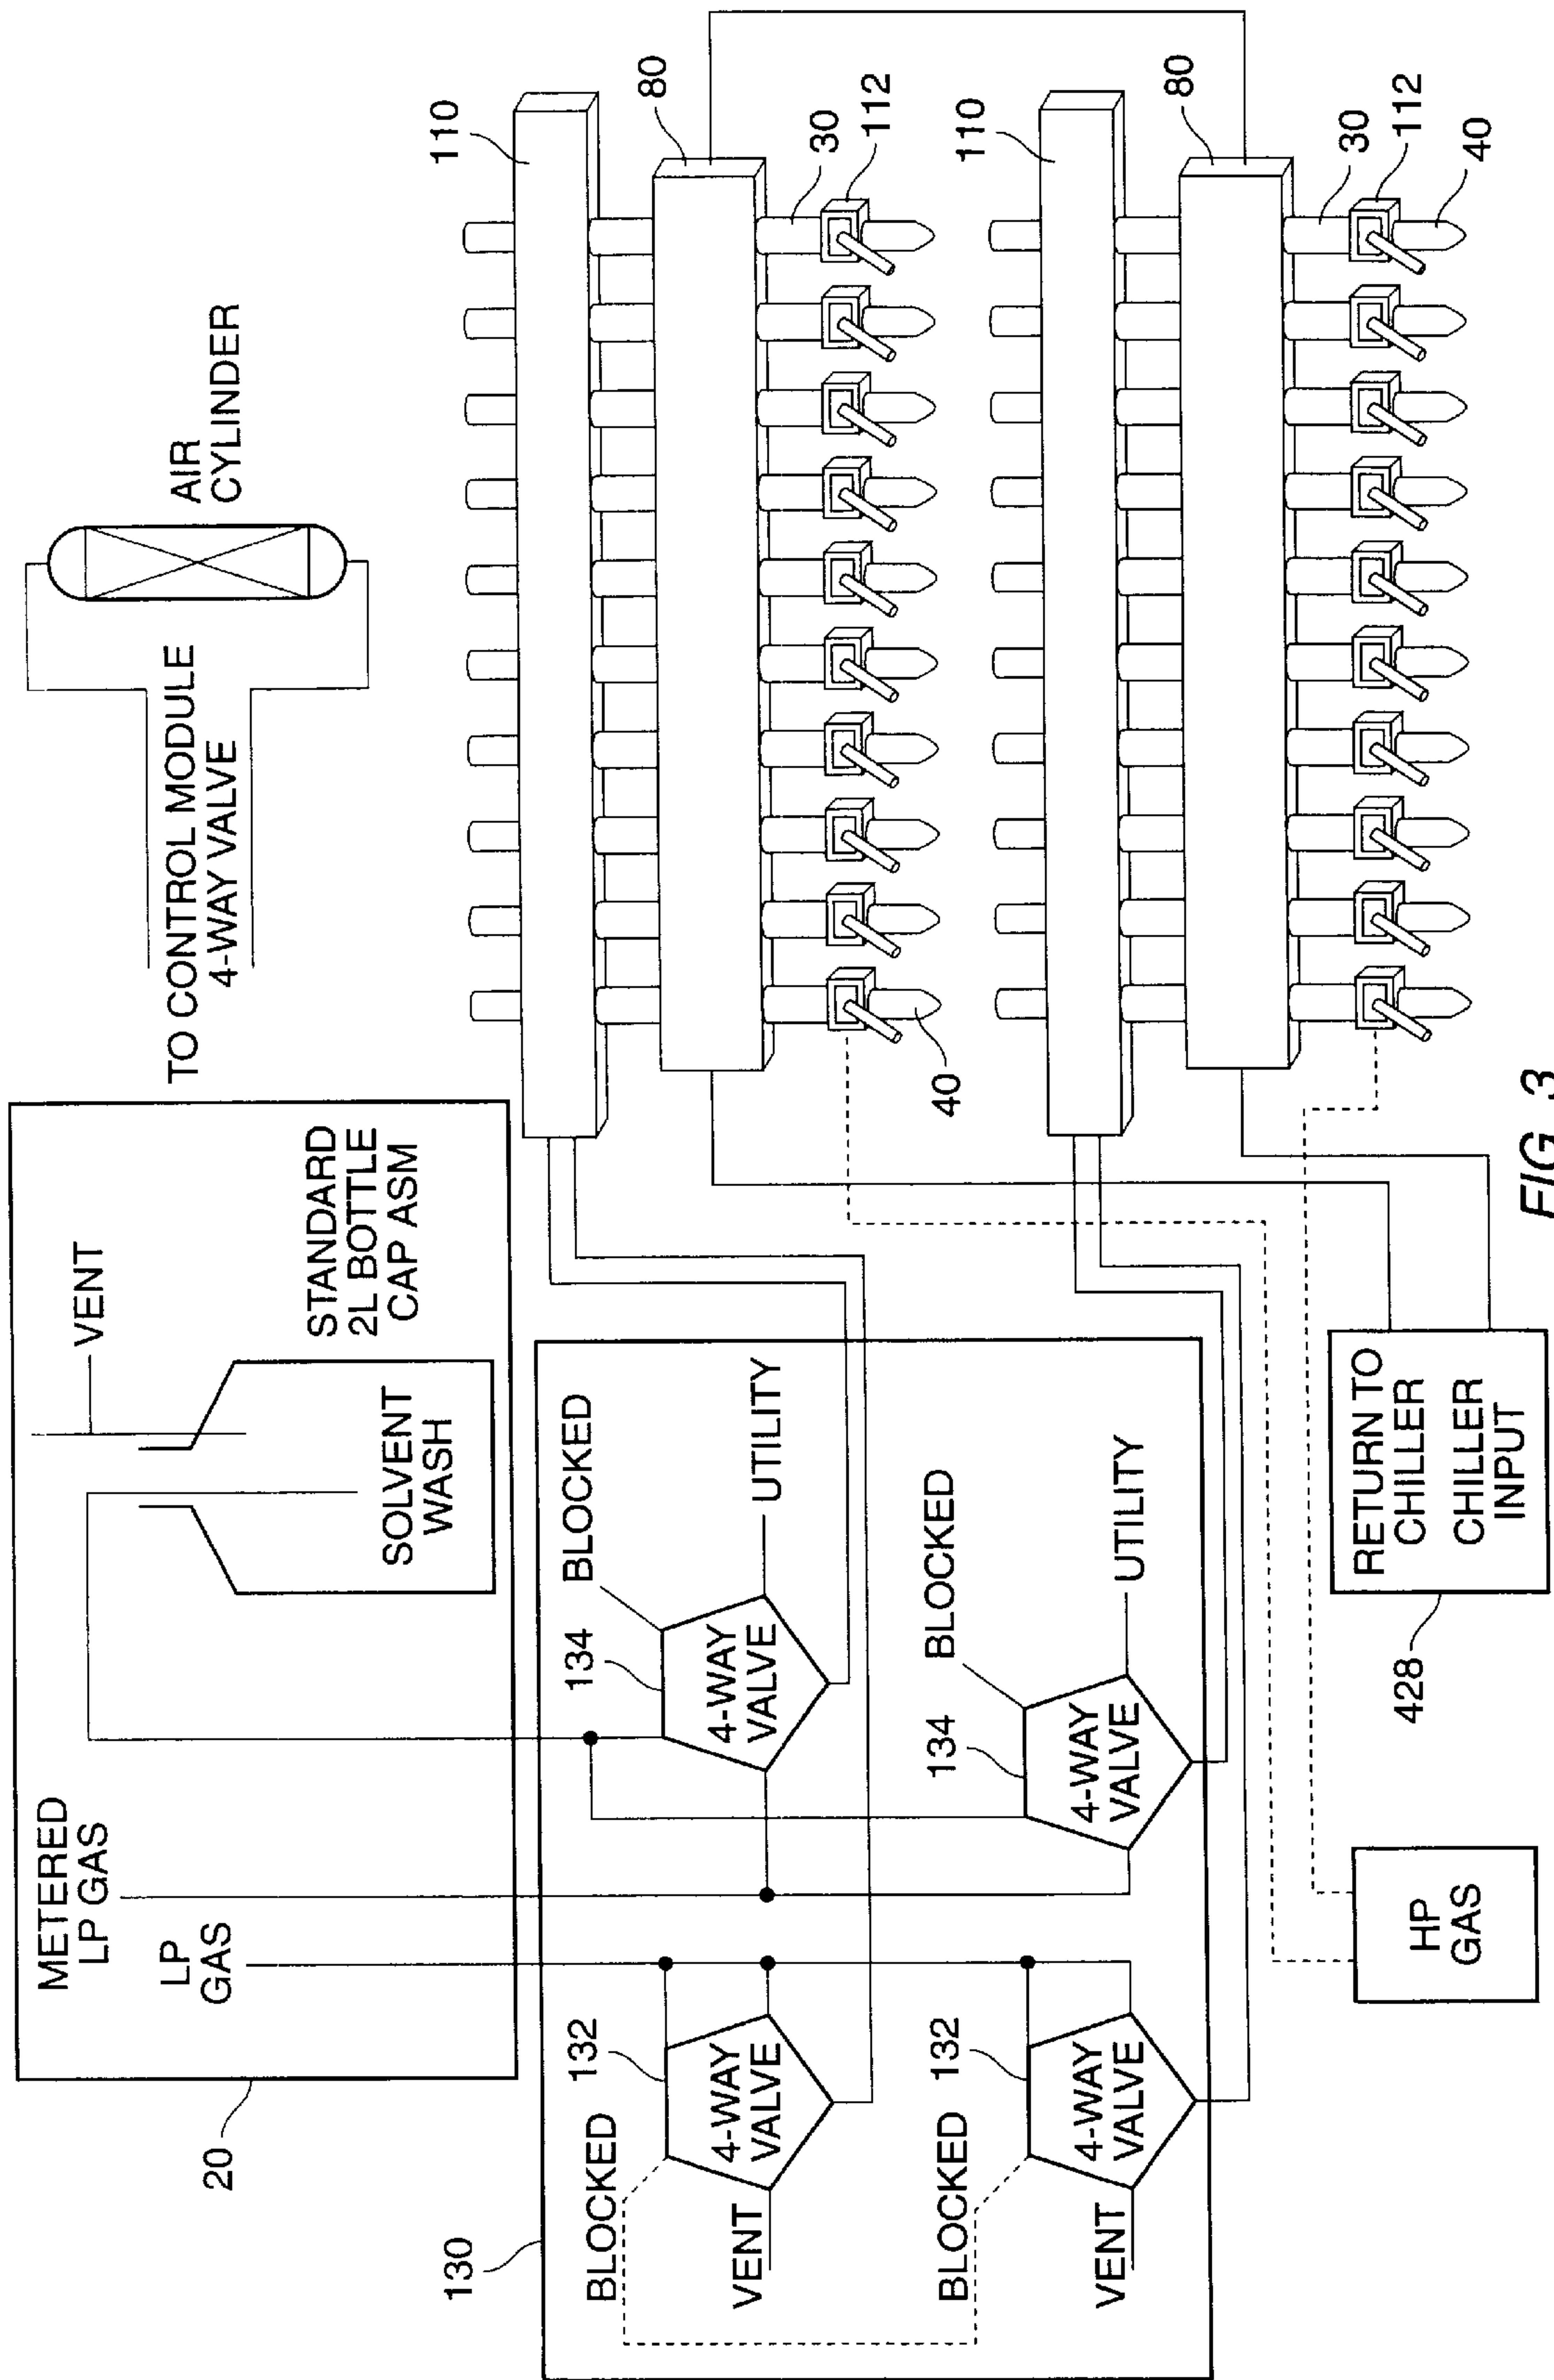 METERED
LP GAS
LP
GAS
VENT
STANDARD
2L BOTTLE
CAP ASM
SOLVENT
WASH
20
TO CONTROL MODULE
4-WAY VALVE
AIR
CYLINDER
130
BLOCKED
132
4-WAY
VALVE
VENT
134
BLOCKED
4-WAY
VALVE
UTILITY
BLOCKED
132
4-WAY
VALVE
VENT
134
BLOCKED
4-WAY
VALVE
UTILITY
110
80
30
112
40
110
80
30
112
40
HP
GAS
RETURN TO
CHILLER
CHILLER
INPUT
428
FIG. 3